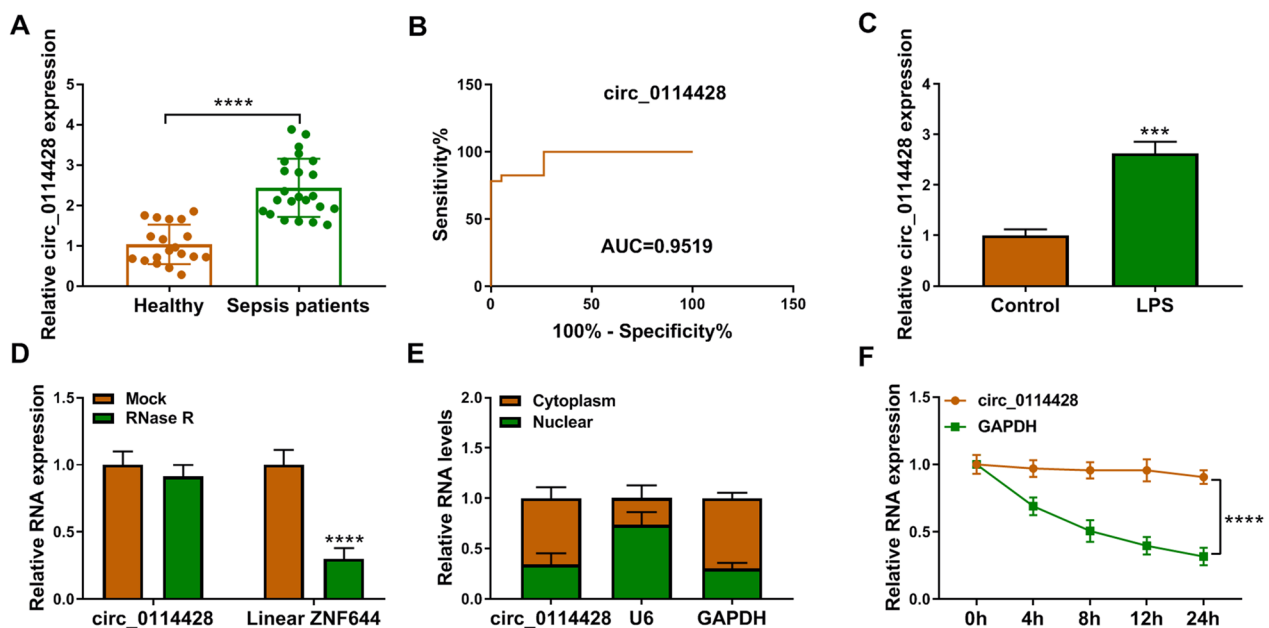 A
Relative circ_0114428 expression
5
4
3
2
1
0
****
Healthy
Sepsis patients
B
Sensitivity%
150
100
50
0
circ_0114428
AUC=0.9519
0
50
100
150
100% - Specificity%
C
Relative circ_0114428 expression
4
3
2
1
0
***
Control
LPS
D
Relative RNA expression
1.5
1.0
0.5
0.0
Mock
RNase R
****
circ_0114428
Linear ZNF644
E
Relative RNA levels
2.0
1.5
1.0
0.5
0.0
Cytoplasm
Nuclear
circ_0114428
U6
GAPDH
F
Relative RNA expression
1.5
1.0
0.5
0.0
circ_0114428
GAPDH
****
0h
4h
8h
12h
24h